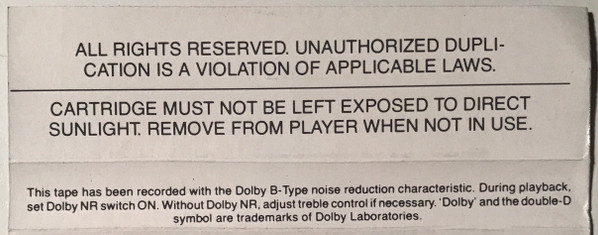 ALL RIGHTS RESERVED. UNAUTHORIZED DUPLI-
CATION IS A VIOLATION OF APPLICABLE LAWS.
CARTRIDGE MUST NOT BE LEFT EXPOSED TO DIRECT
SUNLIGHT. REMOVE FROM PLAYER WHEN NOT IN USE.
This tape has been recorded with the Dolby B-Type noise reduction characteristic. During playback,
set Dolby NR switch ON. Without Dolby NR, adjust treble control if necessary. 'Dolby' and the double-D
symbol are trademarks of Dolby Laboratories.